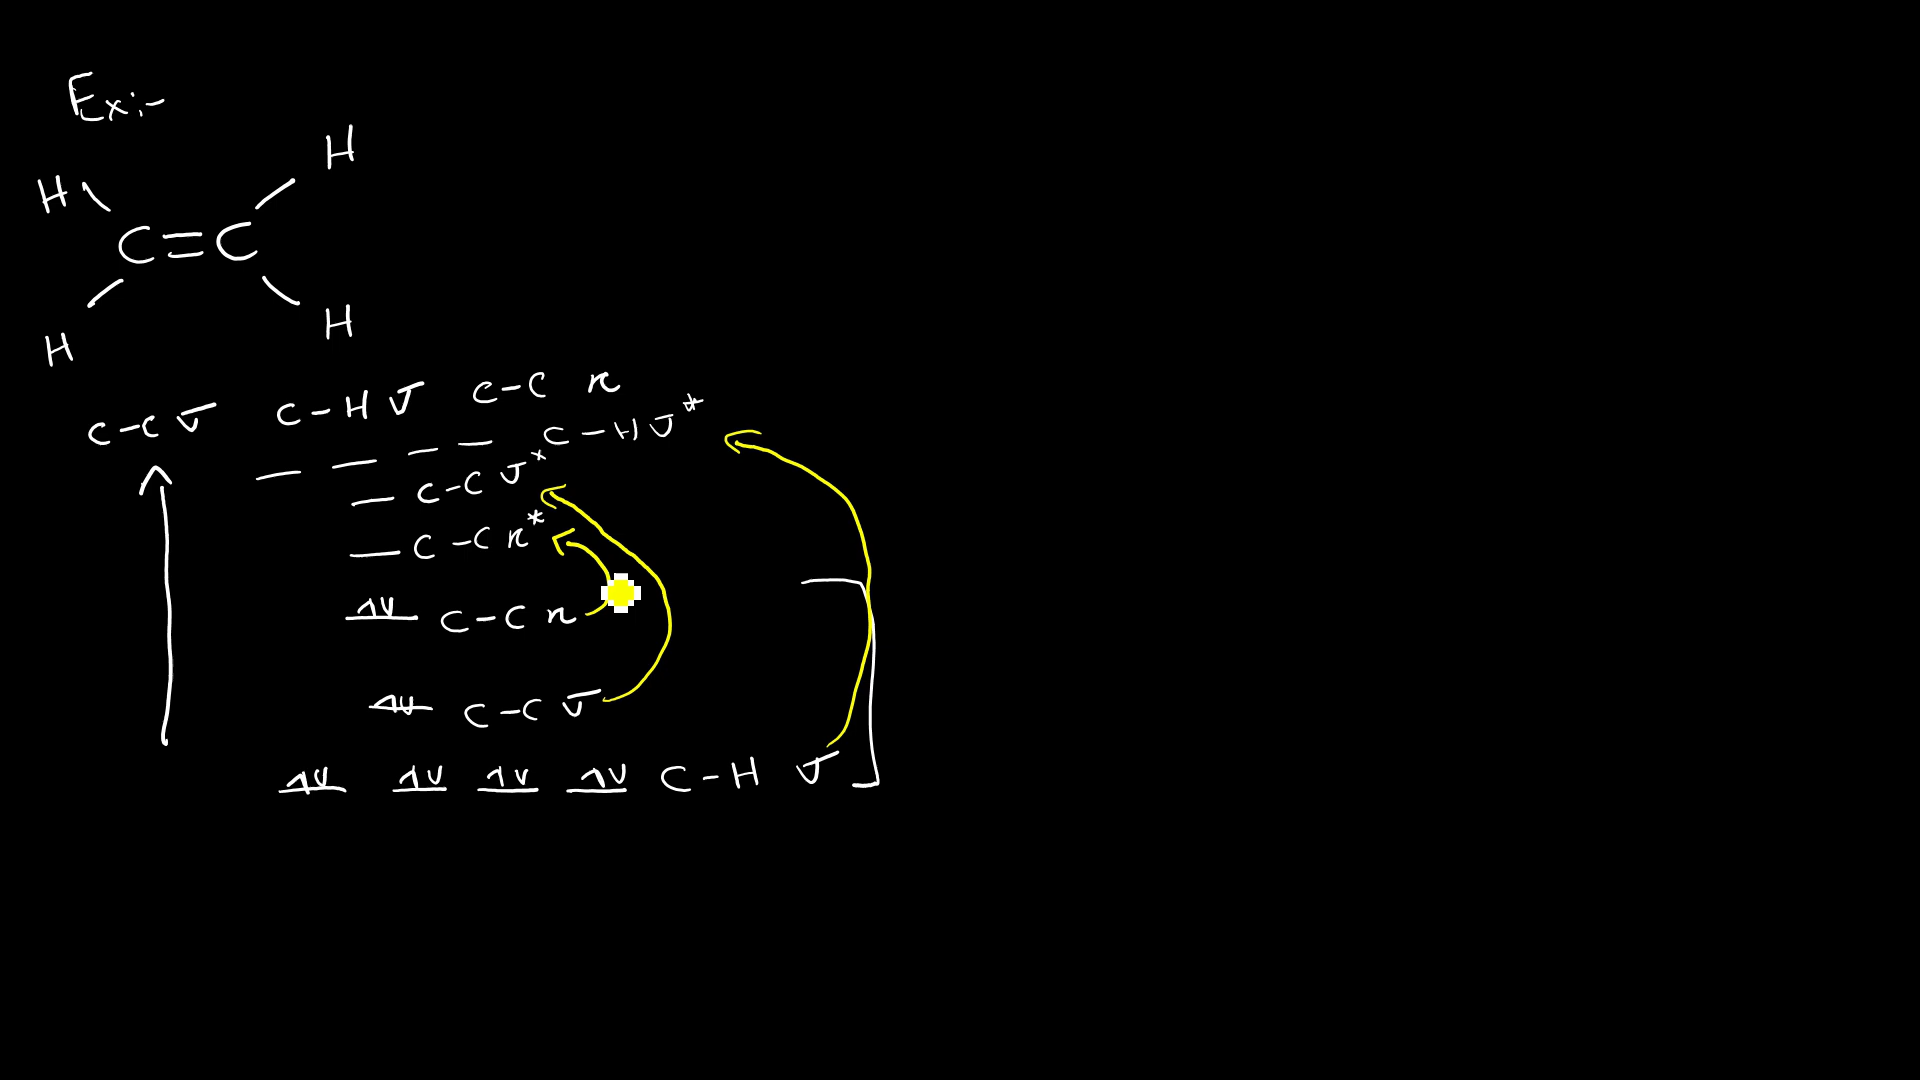 Ex:-
H H
C=C
H H
C-C σ C-H σ C-C π
C-H σ*
C-C σ*
C-C π*
C-C π
C-C σ
C-H σ